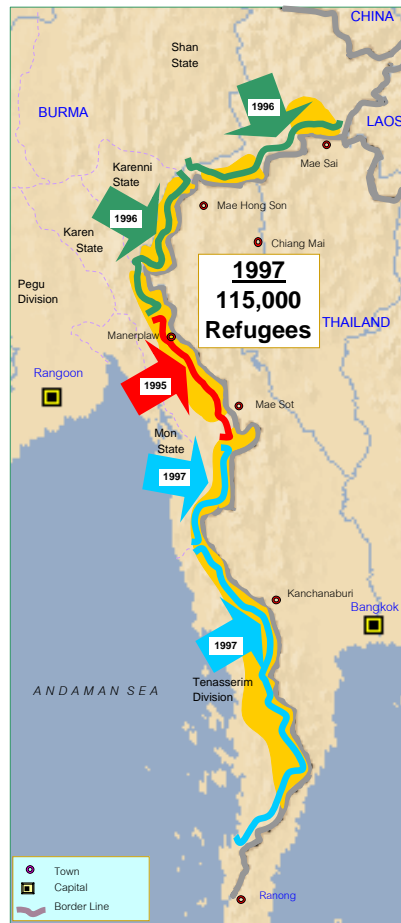 CHINA
Shan
State
1996
BURMA
LAOS
Mae Sai
Karenni
State
1996
Mae Hong Son
Karen
State
Chiang Mai
1997
115,000
Refugees
Pegu
Division
THAILAND
Manerplaw
Rangoon
1995
Mae Sot
Mon
State
1997
Kanchanaburi
Bangkok
1997
Tenasserim
Division
ANDAMAN SEA
Town
Capital
Border Line
Ranong